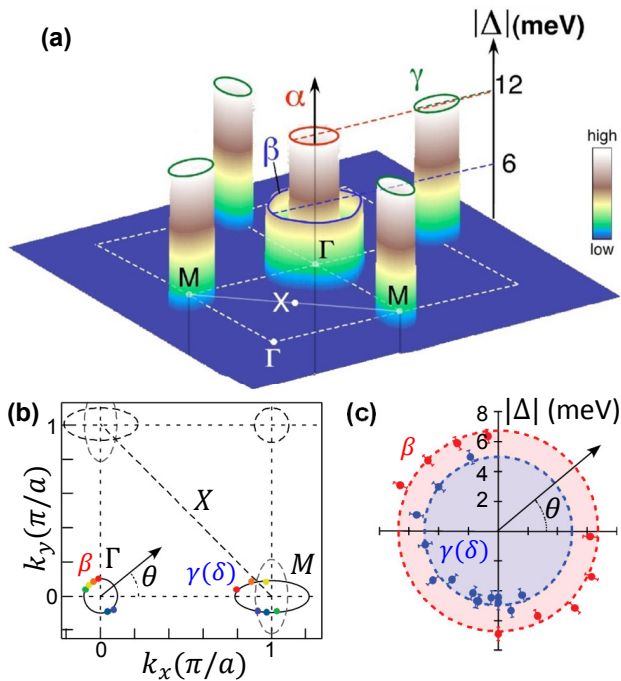 (a)
|Δ|(meV)
12
6
γ
α
β
high
low
Γ
M
X
M
Γ
(b)
k_y(π/a)
1
0
X
β
Γ
θ
γ(δ)
M
0
1
k_x(π/a)
(c)
|Δ| (meV)
8
6
4
2
β
θ
γ(δ)